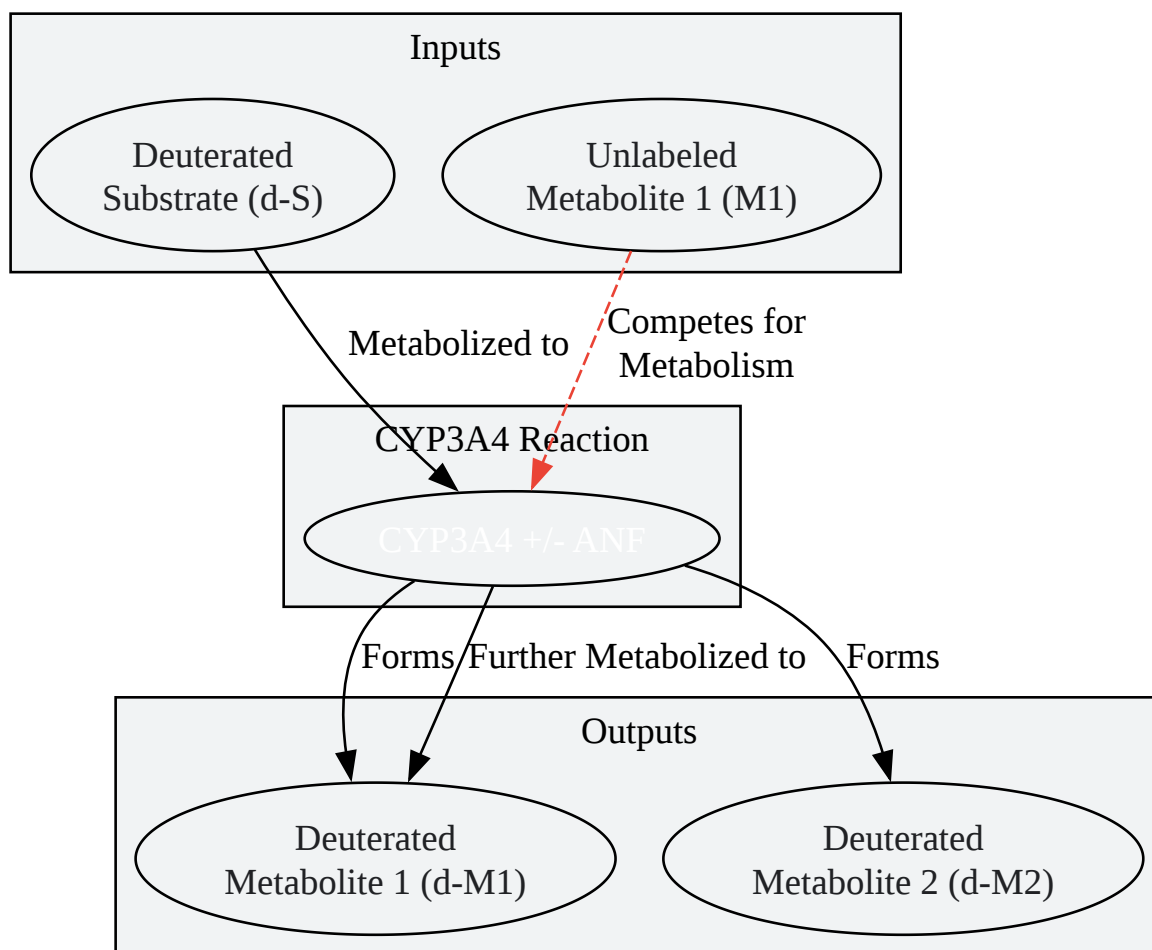 Inputs
Deuterated
Substrate (d-S)
Unlabeled
Metabolite 1 (M1)
Metabolized to
Competes for
Metabolism
CYP3A4 Reaction
CYP3A4 +/- ANF
Forms
Further Metabolized to
Forms
Outputs
Deuterated
Metabolite 1 (d-M1)
Deuterated
Metabolite 2 (d-M2)